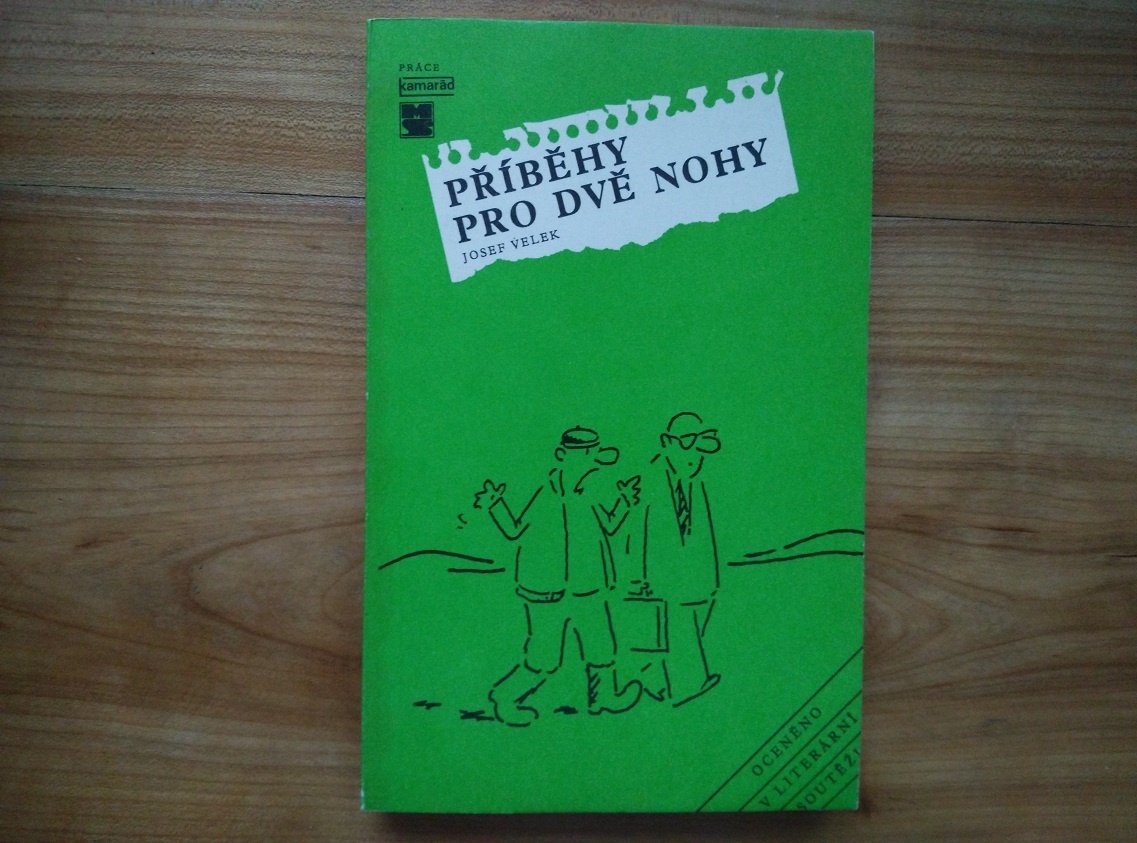 PRÁCE
kamarád
PŘÍBĚHY
PRO DVĚ NOHY
JOSEF VELEK
OCENĚNO
V LITERÁRNÍ
SOUTĚŽI